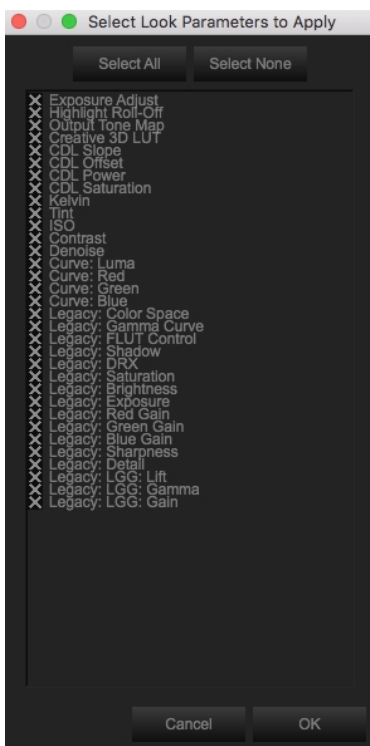 Select Look Parameters to Apply
Select All Select None
Exposure Adjust
Highlight Roll-Off
Output Tone Map
Creative 3D LUT
CDL Slope
CDL Offset
CDL Power
CDL Saturation
Kelvin
Tint
ISO
Contrast
Denoise
Curve: Luma
Curve: Red
Curve: Green
Curve: Blue
Legacy: Color Space
Legacy: Gamma Curve
Legacy: FLUT Control
Legacy: Shadow
Legacy: DRX
Legacy: Saturation
Legacy: Brightness
Legacy: Exposure
Legacy: Red Gain
Legacy: Green Gain
Legacy: Blue Gain
Legacy: Sharpness
Legacy: Detail
Legacy: LGG: Lift
Legacy: LGG: Gamma
Legacy: LGG: Gain
Cancel OK